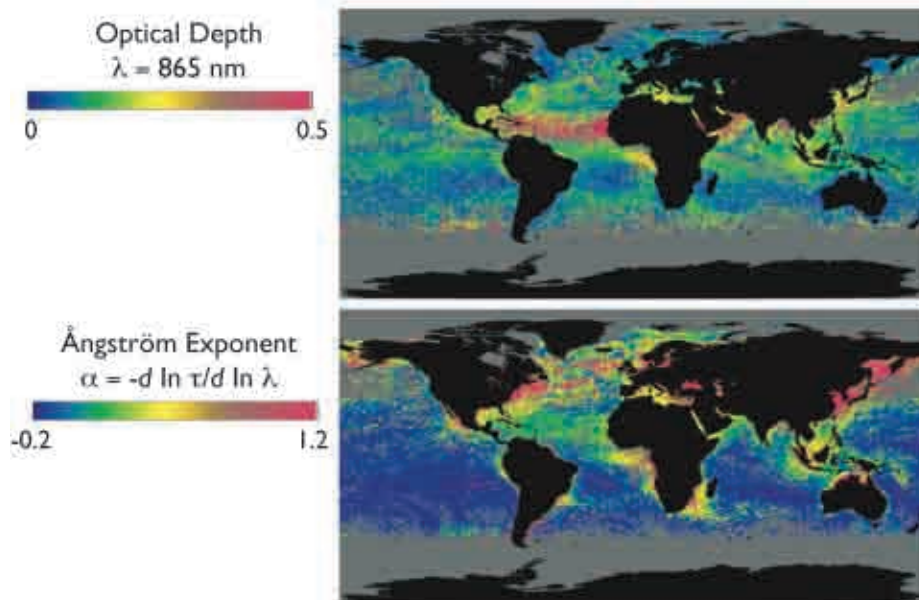 Optical Depth
λ = 865 nm
0 0.5
Ångström Exponent
α = -d ln τ/d ln λ
-0.2 1.2